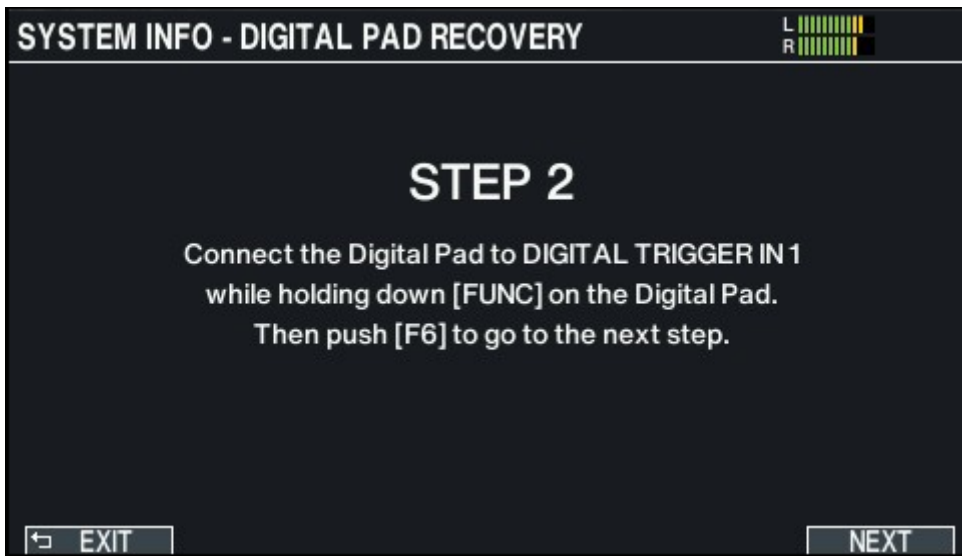 SYSTEM INFO - DIGITAL PAD RECOVERY
L
R
STEP 2
Connect the Digital Pad to DIGITAL TRIGGER IN 1
while holding down [FUNC] on the Digital Pad.
Then push [F6] to go to the next step.
EXIT
NEXT